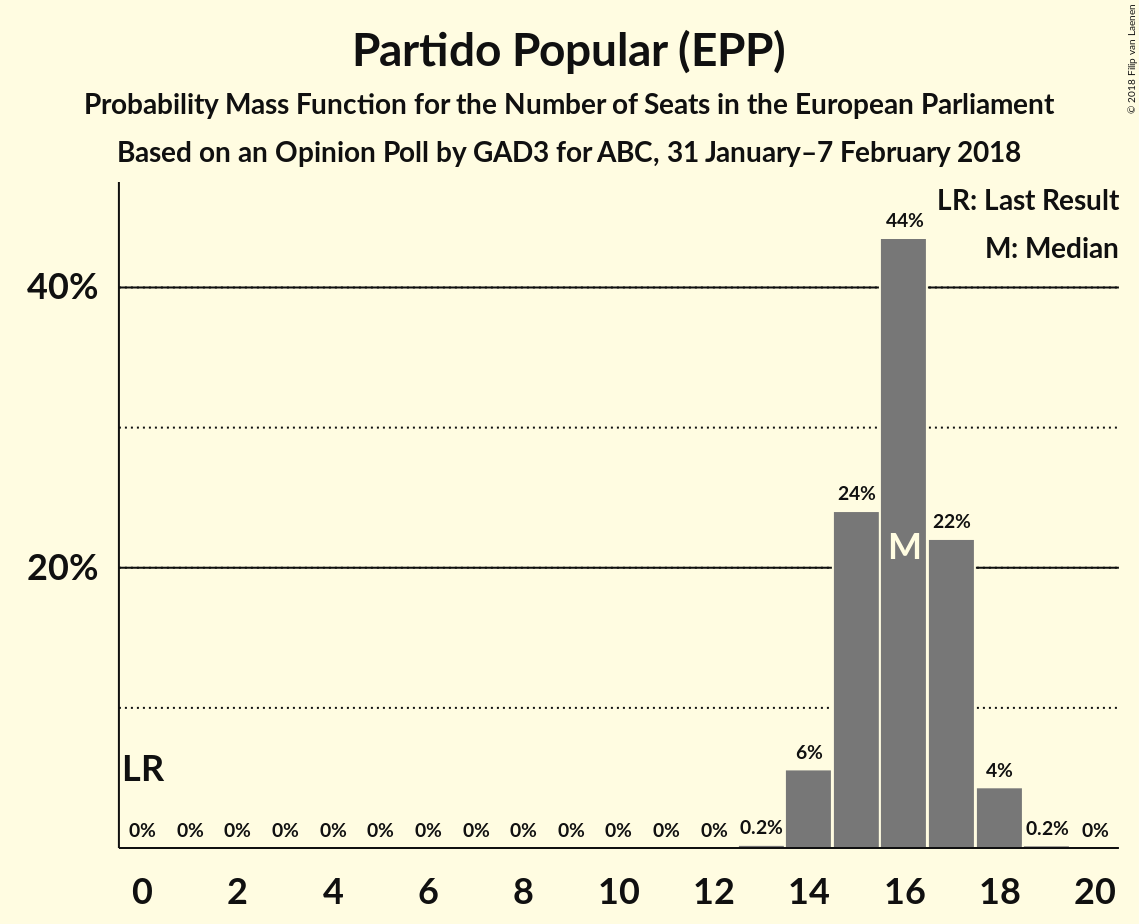 Partido Popular (EPP)
Probability Mass Function for the Number of Seats in the European Parliament
Based on an Opinion Poll by GAD3 for ABC, 31 January–7 February 2018
© 2018 Filip van Laenen
LR: Last Result
M: Median
44%
40%
24%
22%
M
20%
6%
4%
LR
0% 0% 0% 0% 0% 0% 0% 0% 0% 0% 0% 0% 0% 0.2% 0.2% 0%
0 2 4 6 8 10 12 14 16 18 20